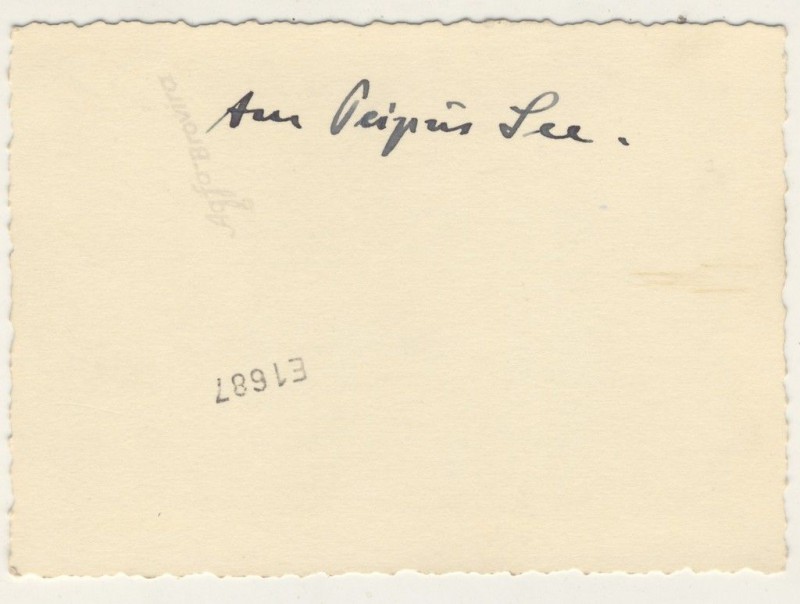 Am Peipus See.
Agfa-Brovira
E1687